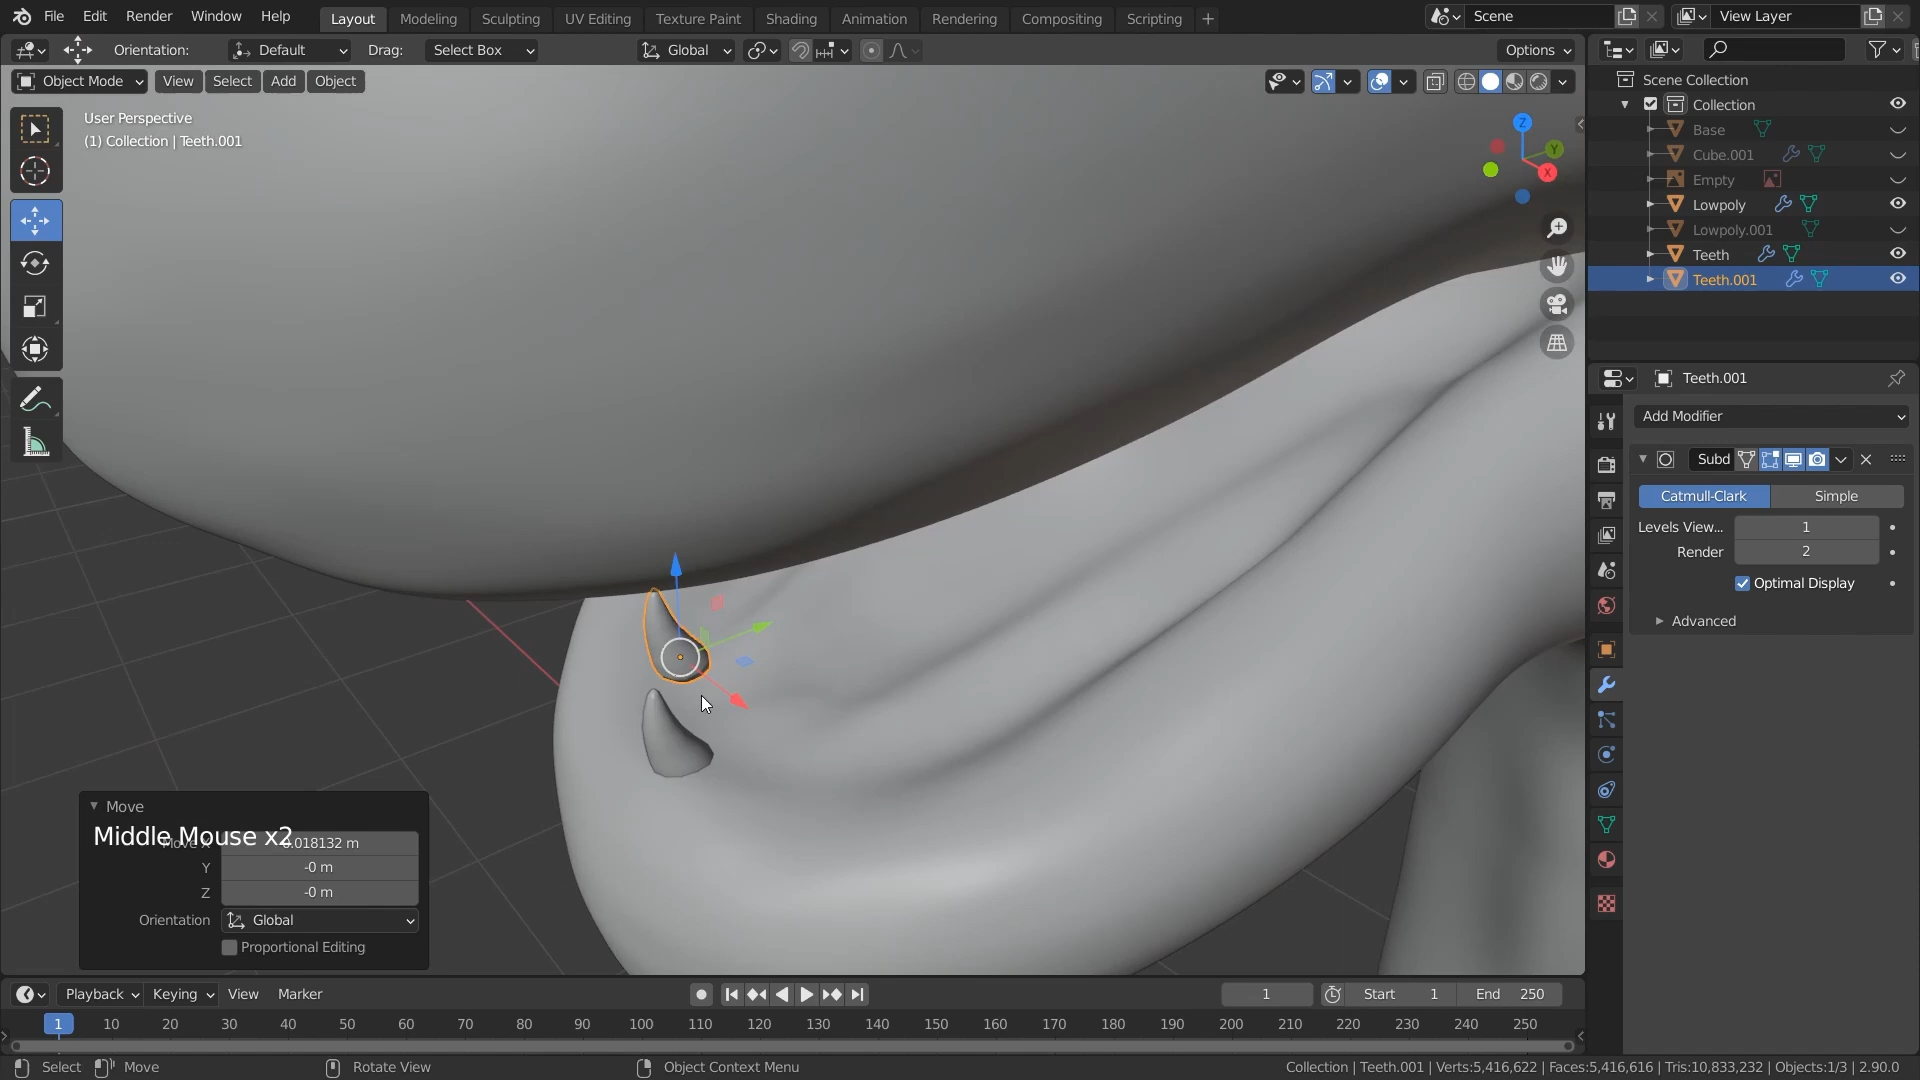 File Edit Render Window Help Layout Modeling Sculpting UV Editing Texture Paint Shading Animation Rendering Compositing Scripting + Scene View Layer
Orientation: Default Drag: Select Box Global Options
Object Mode View Select Add Object
User Perspective
(1) Collection | Teeth.001
Z
Y
X
Scene Collection
Collection
Base
Cube.001
Empty
Lowpoly
Lowpoly.001
Teeth
Teeth.001
Teeth.001
Add Modifier
Subd
Catmull-Clark Simple
Levels View... 1
Render 2
Optimal Display
Advanced
Move
Middle Mouse x2
Y -0 m
Z -0 m
Orientation Global
Proportional Editing
Playback Keying View Marker 1 Start 1 End 250
1 10 20 30 40 50 60 70 80 90 100 110 120 130 140 150 160 170 180 190 200 210 220 230 240 250
Select Move Rotate View Object Context Menu Collection | Teeth.001 | Verts:5,416,622 | Faces:5,416,616 | Tris:10,833,232 | Objects:1/3 | 2.90.0